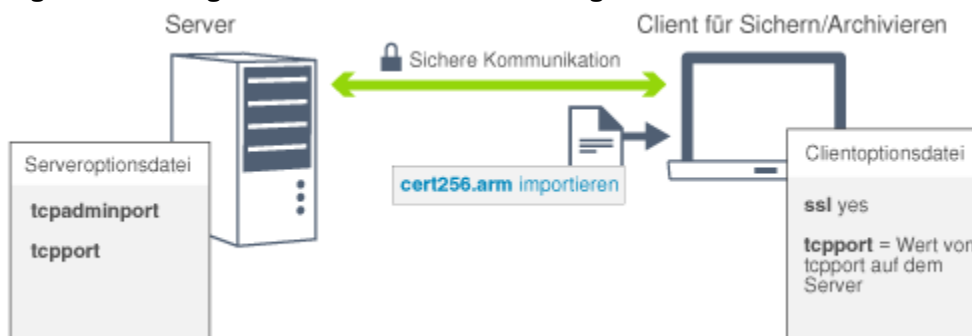 Server
Client für Sichern/Archivieren
Sichere Kommunikation
Serveroptionsdatei
tcpadminport
tcpport
cert256.arm importieren
Clientoptionsdatei
ssl yes
tcpport = Wert von
tcpport auf dem
Server